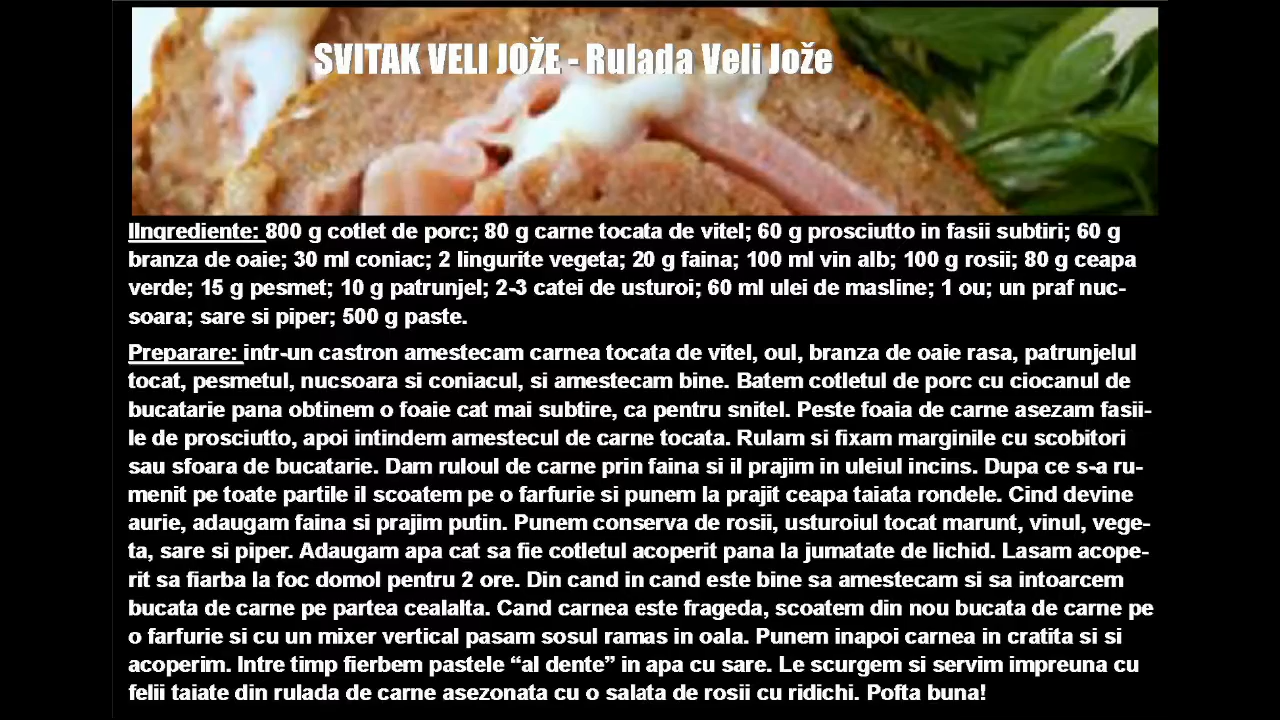 SVITAK VELI JOŽE - Rulada Veli Jože
IIngrediente: 800 g cotlet de porc; 80 g carne tocata de vitel; 60 g prosciutto in fasii subtiri; 60 g
branza de oaie; 30 ml coniac; 2 lingurite vegeta; 20 g faina; 100 ml vin alb; 100 g rosii; 80 g ceapa
verde; 15 g pesmet; 10 g patrunjel; 2-3 catei de usturoi; 60 ml ulei de masline; 1 ou; un praf nuc-
soara; sare si piper; 500 g paste.
Preparare: intr-un castron amestecam carnea tocata de vitel, oul, branza de oaie rasa, patrunjelul
tocat, pesmetul, nucsoara si coniacul, si amestecam bine. Batem cotletul de porc cu ciocanul de
bucatarie pana obtinem o foaie cat mai subtire, ca pentru snitel. Peste foaia de carne asezam fasii-
le de prosciutto, apoi intindem amestecul de carne tocata. Rulam si fixam marginile cu scobitori
sau sfoara de bucatarie. Dam ruloul de carne prin faina si il prajim in uleiul incins. Dupa ce s-a ru-
menit pe toate partile il scoatem pe o farfurie si punem la prajit ceapa taiata rondele. Cind devine
aurie, adaugam faina si prajim putin. Punem conserva de rosii, usturoiul tocat marunt, vinul, vege-
ta, sare si piper. Adaugam apa cat sa fie cotletul acoperit pana la jumatate de lichid. Lasam acope-
rit sa fiarba la foc domol pentru 2 ore. Din cand in cand este bine sa amestecam si sa intoarcem
bucata de carne pe partea cealalta. Cand carnea este frageda, scoatem din nou bucata de carne pe
o farfurie si cu un mixer vertical pasam sosul ramas in oala. Punem inapoi carnea in cratita si si
acoperim. Intre timp fierbem pastele “al dente” in apa cu sare. Le scurgem si servim impreuna cu
felii taiate din rulada de carne asezonata cu o salata de rosii cu ridichi. Pofta buna!